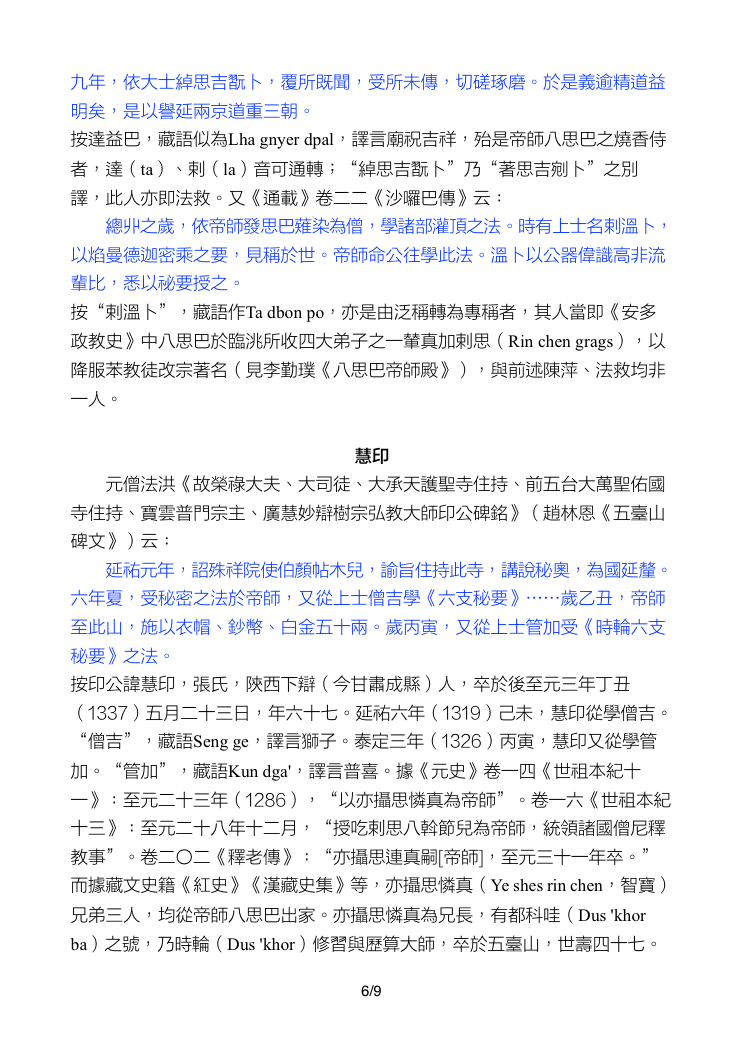 九年，依大士綽思吉翫卜，覆所既聞，受所未傳，切磋琢磨。於是義逾精道益
明矣，是以譽延兩京道重三朝。
按達益巴，藏語似為Lha gnyer dpal，譯言廟祝吉祥，殆是帝師八思巴之燒香侍
者，達（ta）、剌（la）音可通轉；“綽思吉翫卜”乃“著思吉剜卜”之別
譯，此人亦即法救。又《通載》卷二二《沙囉巴傳》云：
總丱之歲，依帝師發思巴薙染為僧，學諸部灌頂之法。時有上士名剌溫卜，
以焰曼德迦密乘之要，見稱於世。帝師命公往學此法。溫卜以公器偉識高非流
輩比，悉以祕要授之。
按“剌溫卜”，藏語作Ta dbon po，亦是由泛稱轉為專稱者，其人當即《安多
政教史》中八思巴於臨洮所收四大弟子之一輦真加剌思（Rin chen grags），以
降服苯教徒改宗著名（見李勤璞《八思巴帝師殿》），與前述陳萍、法救均非
一人。
慧印
元僧法洪《故榮祿大夫、大司徒、大承天護聖寺住持、前五台大萬聖佑國
寺住持、寶雲普門宗主、廣慧妙辯樹宗弘教大師印公碑銘》（趙林恩《五臺山
碑文》）云：
延祐元年，詔殊祥院使伯顏帖木兒，諭旨住持此寺，講說秘奧，為國延釐。
六年夏，受秘密之法於帝師，又從上士僧吉學《六支秘要》⋯⋯歲乙丑，帝師
至此山，施以衣帽、鈔幣、白金五十兩。歲丙寅，又從上士管加受《時輪六支
秘要》之法。
按印公諱慧印，張氏，陝西下辯（今甘肅成縣）人，卒於後至元三年丁丑
（1337）五月二十三日，年六十七。延祐六年（1319）己未，慧印從學僧吉。
“僧吉”，藏語Seng ge，譯言獅子。泰定三年（1326）丙寅，慧印又從學管
加。“管加”，藏語Kun dga'，譯言普喜。據《元史》卷一四《世祖本紀十
一》：至元二十三年（1286），“以亦攝思憐真為帝師”。卷一六《世祖本紀
十三》：至元二十八年十二月，“授吃剌思八斡節兒為帝師，統領諸國僧尼釋
教事”。卷二〇二《釋老傳》：“亦攝思連真嗣[帝師]，至元三十一年卒。”
而據藏文史籍《紅史》《漢藏史集》等，亦攝思憐真（Ye shes rin chen，智寶）
兄弟三人，均從帝師八思巴出家。亦攝思憐真為兄長，有都科哇（Dus 'khor
ba）之號，乃時輪（Dus 'khor）修習與歷算大師，卒於五臺山，世壽四十七。
6/9